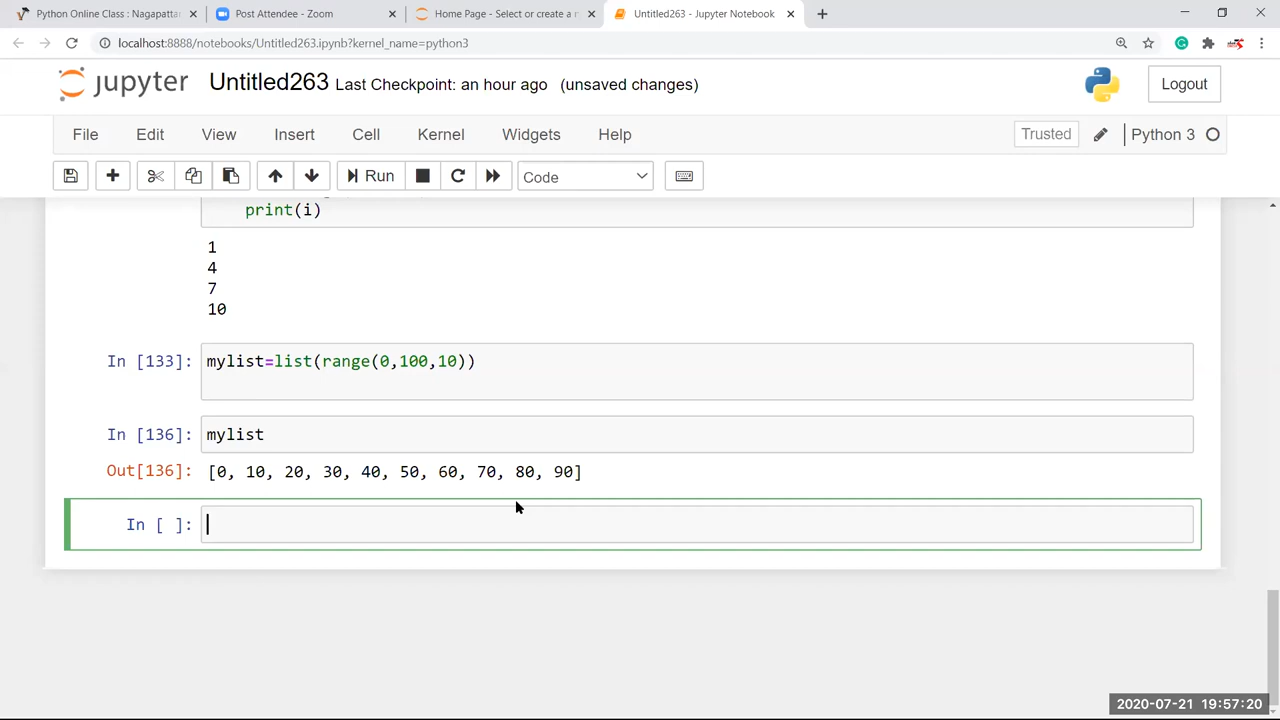 Python Online Class : Nagapattar
Post Attendee - Zoom
Home Page - Select or create a n
Untitled263 - Jupyter Notebook
localhost:8888/notebooks/Untitled263.ipynb?kernel_name=python3
jupyter Untitled263 Last Checkpoint: an hour ago (unsaved changes)
Logout
File Edit View Insert Cell Kernel Widgets Help
Trusted
Python 3
Run
Code
print(i)
1
4
7
10
In [133]: mylist=list(range(0,100,10))
In [136]: mylist
Out[136]: [0, 10, 20, 30, 40, 50, 60, 70, 80, 90]
In [ ]:
2020-07-21 19:57:20